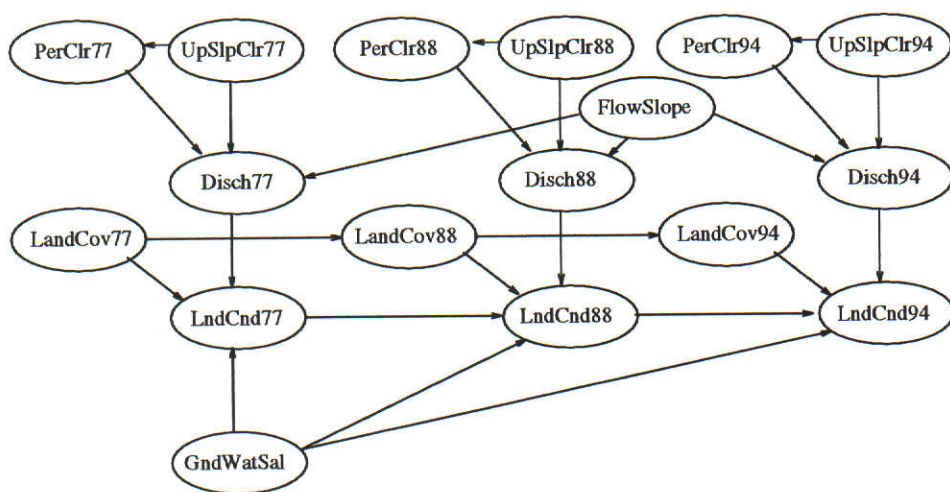 PerClr77
UpSlpClr77
PerClr88
UpSlpClr88
PerClr94
UpSlpClr94
FlowSlope
Disch77
Disch88
Disch94
LandCov77
LandCov88
LandCov94
LndCnd77
LndCnd88
LndCnd94
GndWatSal